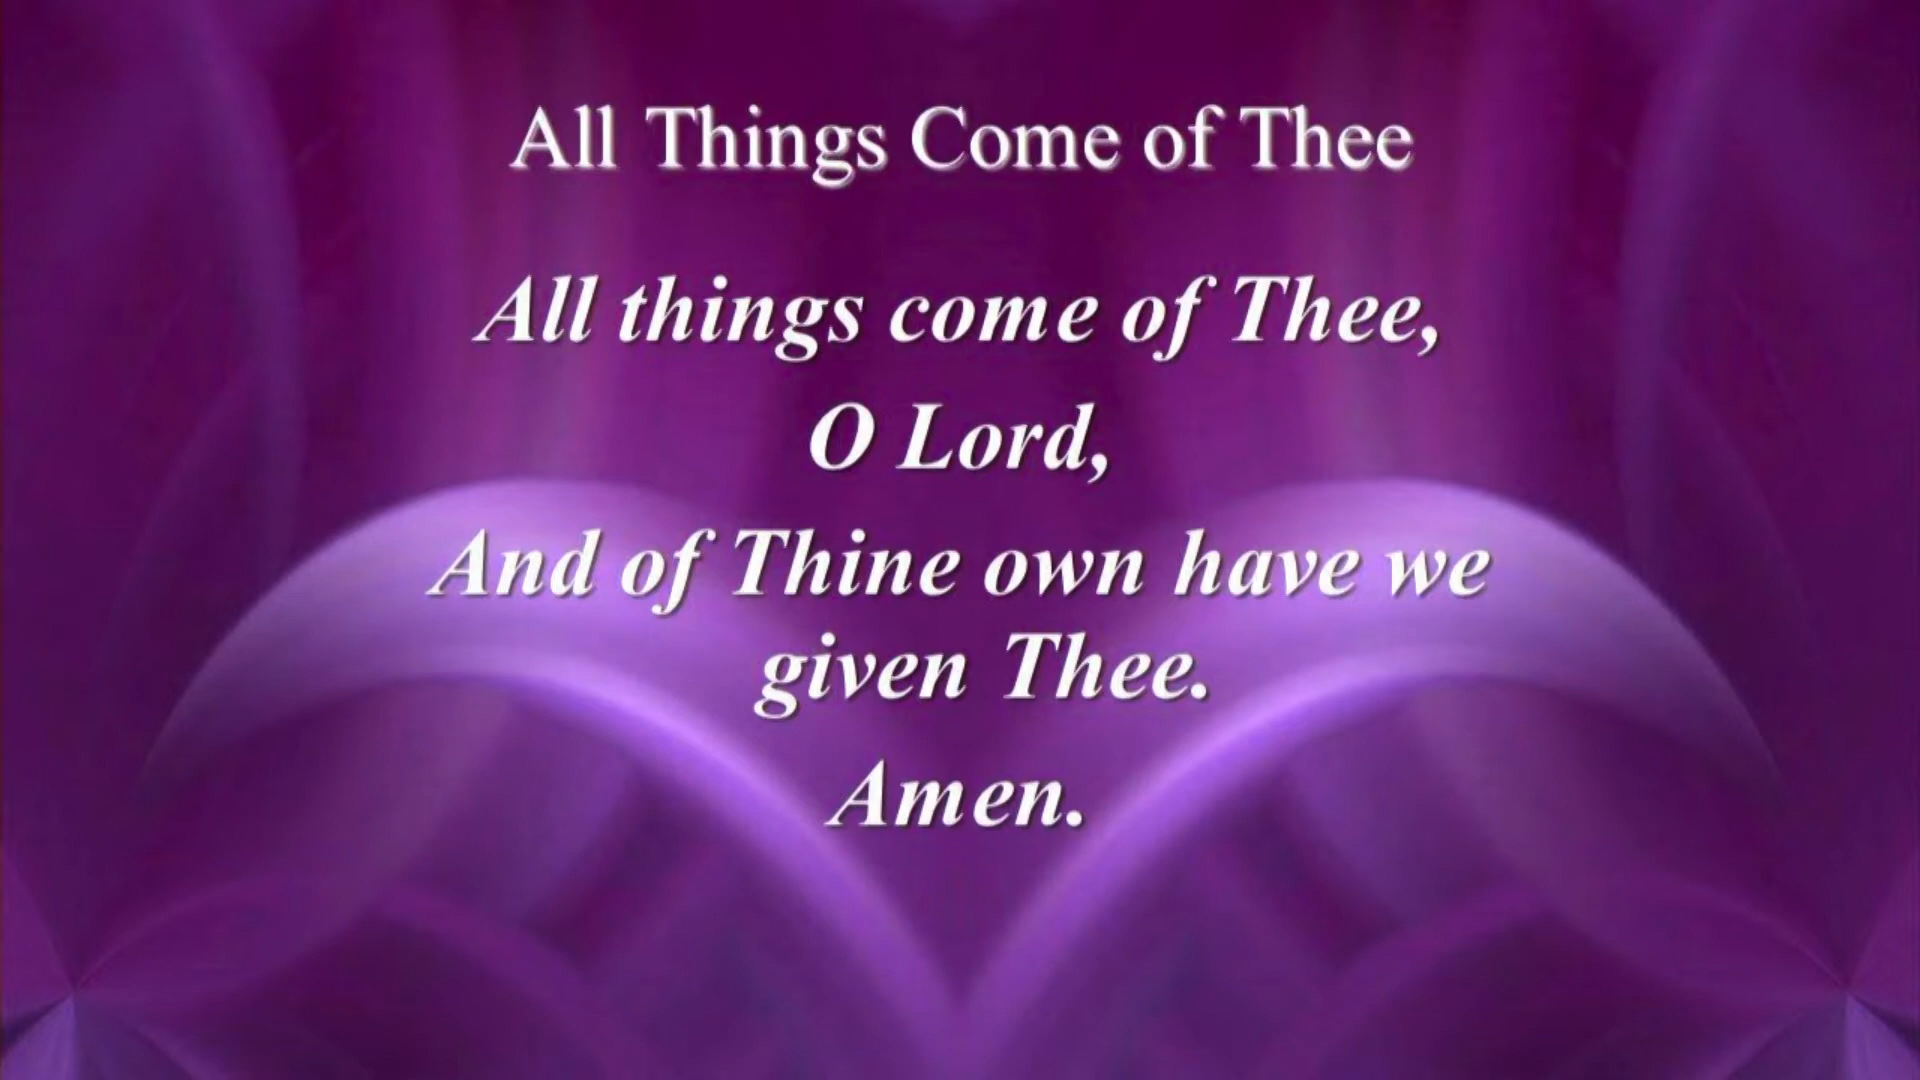 All Things Come of Thee
All things come of Thee,
O Lord,
And of Thine own have we
given Thee.
Amen.